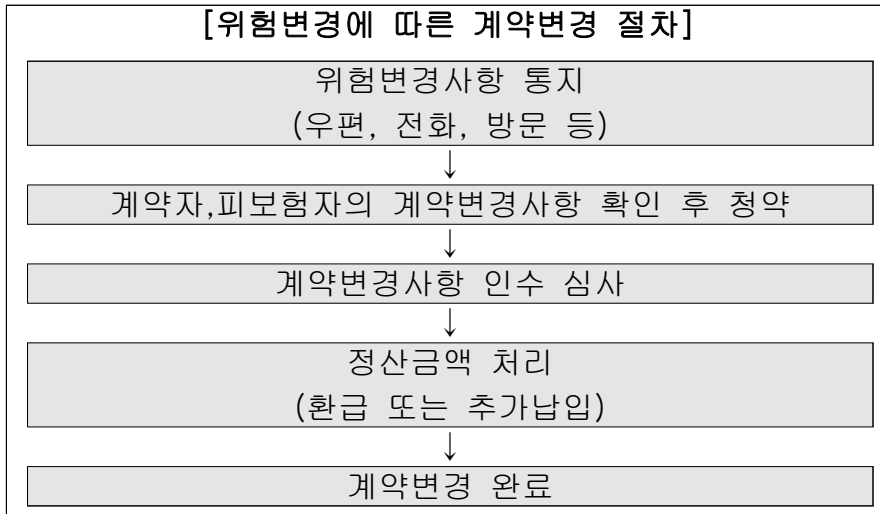 [위험변경에 따른 계약변경 절차]
위험변경사항 통지
(우편, 전화, 방문 등)
↓
계약자,피보험자의 계약변경사항 확인 후 청약
↓
계약변경사항 인수 심사
↓
정산금액 처리
(환급 또는 추가납입)
↓
계약변경 완료